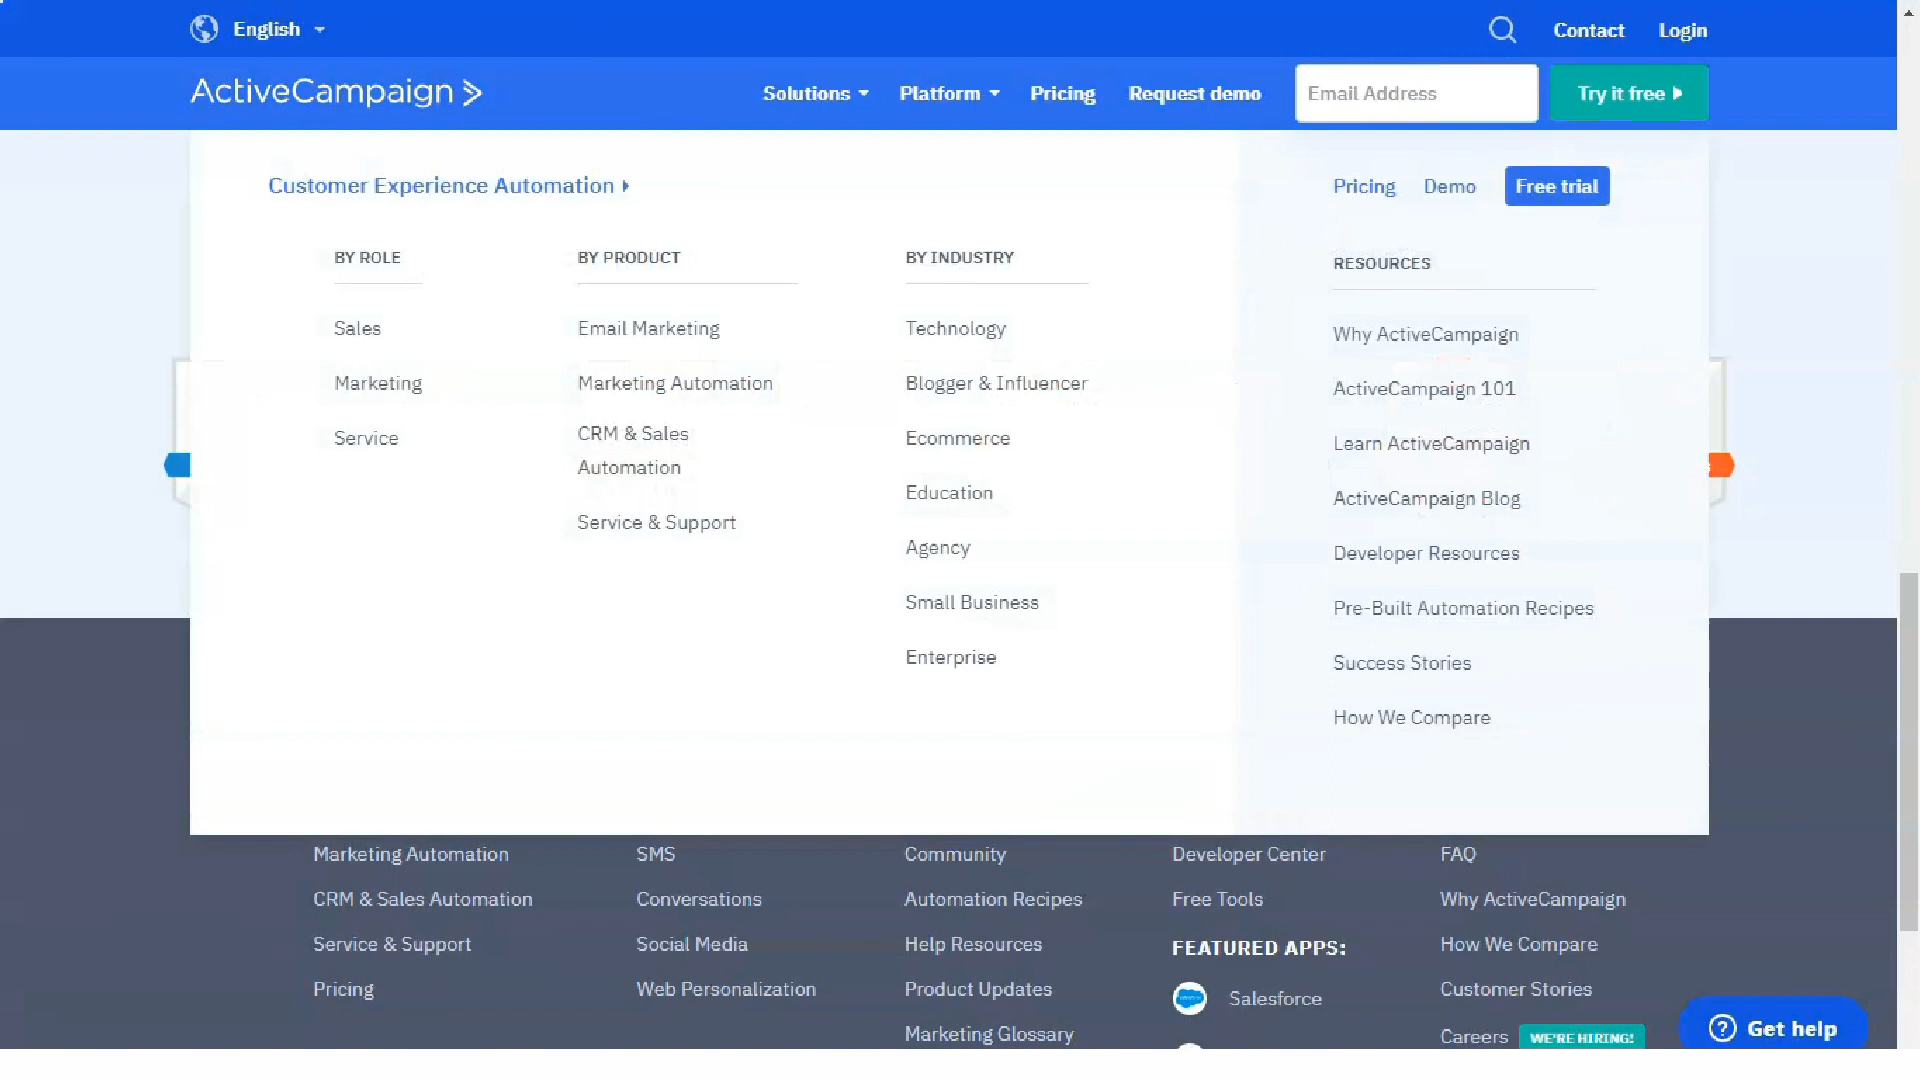 English
Contact
Login
ActiveCampaign
Solutions
Platform
Pricing
Request demo
Email Address
Try it free
Customer Experience Automation
Pricing
Demo
Free trial
BY ROLE
Sales
Marketing
Service
BY PRODUCT
Email Marketing
Marketing Automation
CRM & Sales
Automation
Service & Support
BY INDUSTRY
Technology
Blogger & Influencer
Ecommerce
Education
Agency
Small Business
Enterprise
RESOURCES
Why ActiveCampaign
ActiveCampaign 101
Learn ActiveCampaign
ActiveCampaign Blog
Developer Resources
Pre-Built Automation Recipes
Success Stories
How We Compare
Marketing Automation
CRM & Sales Automation
Service & Support
Pricing
SMS
Conversations
Social Media
Web Personalization
Community
Automation Recipes
Help Resources
Product Updates
Marketing Glossary
Developer Center
Free Tools
FEATURED APPS:
Salesforce
FAQ
Why ActiveCampaign
How We Compare
Customer Stories
Careers WE'RE HIRING!
Get help